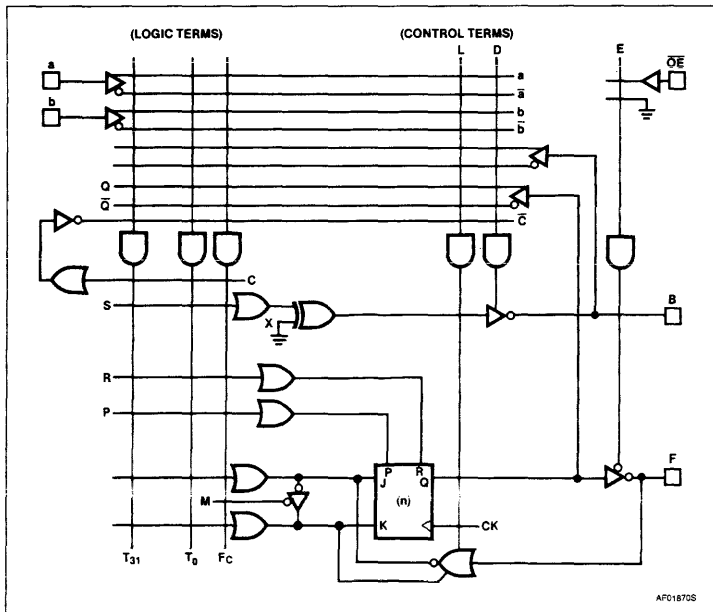 (LOGIC TERMS) (CONTROL TERMS)
L D E
a a OE
a̅
b b
b̅
Q
Q̅ C̅
C
S
X B
R
P
P R
J Q F
M (n)
K CK
T31 T0 FC
AF01870S